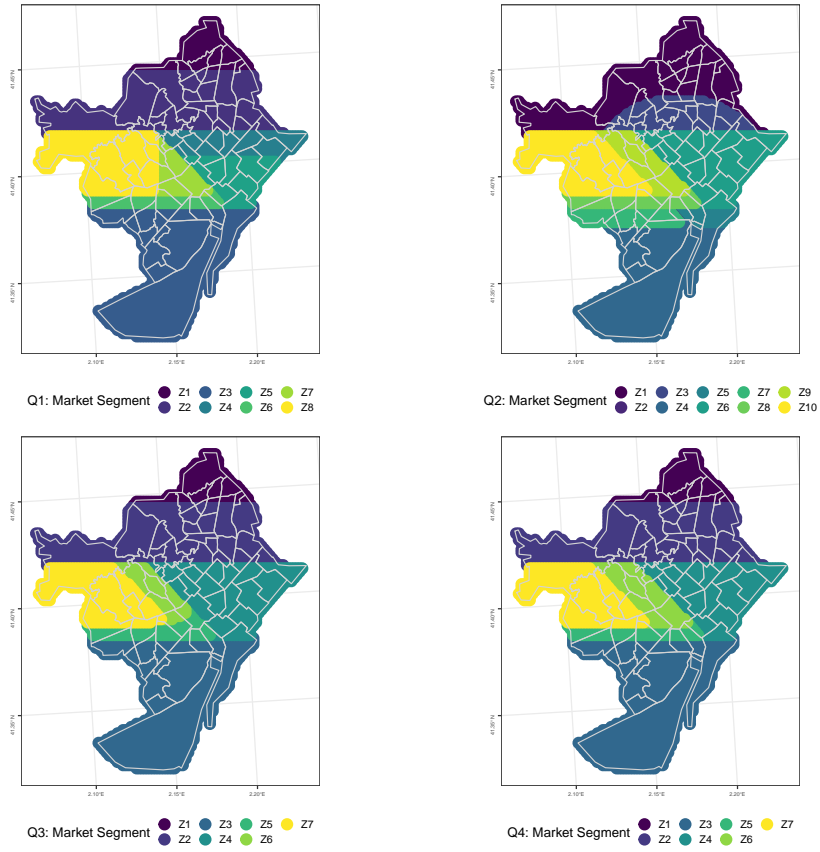 41.45°N
41.40°N
41.35°N
2.10°E 2.15°E 2.20°E
Q1: Market Segment Z1 Z3 Z5 Z7
Z2 Z4 Z6 Z8
41.45°N
41.40°N
41.35°N
2.10°E 2.15°E 2.20°E
Q2: Market Segment Z1 Z3 Z5 Z7 Z9
Z2 Z4 Z6 Z8 Z10
41.45°N
41.40°N
41.35°N
2.10°E 2.15°E 2.20°E
Q3: Market Segment Z1 Z3 Z5 Z7
Z2 Z4 Z6
41.45°N
41.40°N
41.35°N
2.10°E 2.15°E 2.20°E
Q4: Market Segment Z1 Z3 Z5 Z7
Z2 Z4 Z6